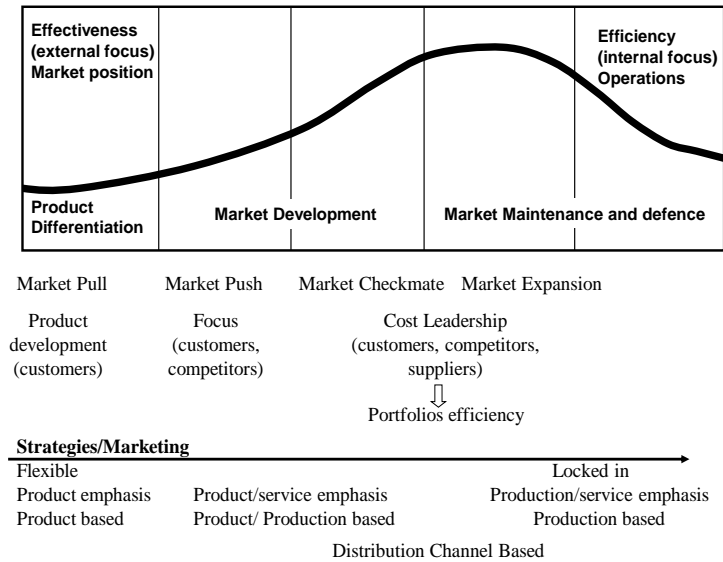 Effectiveness
(external focus)
Market position
Efficiency
(internal focus)
Operations
Product
Differentiation
Market Development
Market Maintenance and defence
Market Pull
Market Push
Market Checkmate
Market Expansion
Product
development
(customers)
Focus
(customers,
competitors)
Cost Leadership
(customers, competitors,
suppliers)
Portfolios efficiency
Strategies/Marketing
Flexible
Locked in
Product emphasis
Product/service emphasis
Production/service emphasis
Product based
Product/ Production based
Production based
Distribution Channel Based